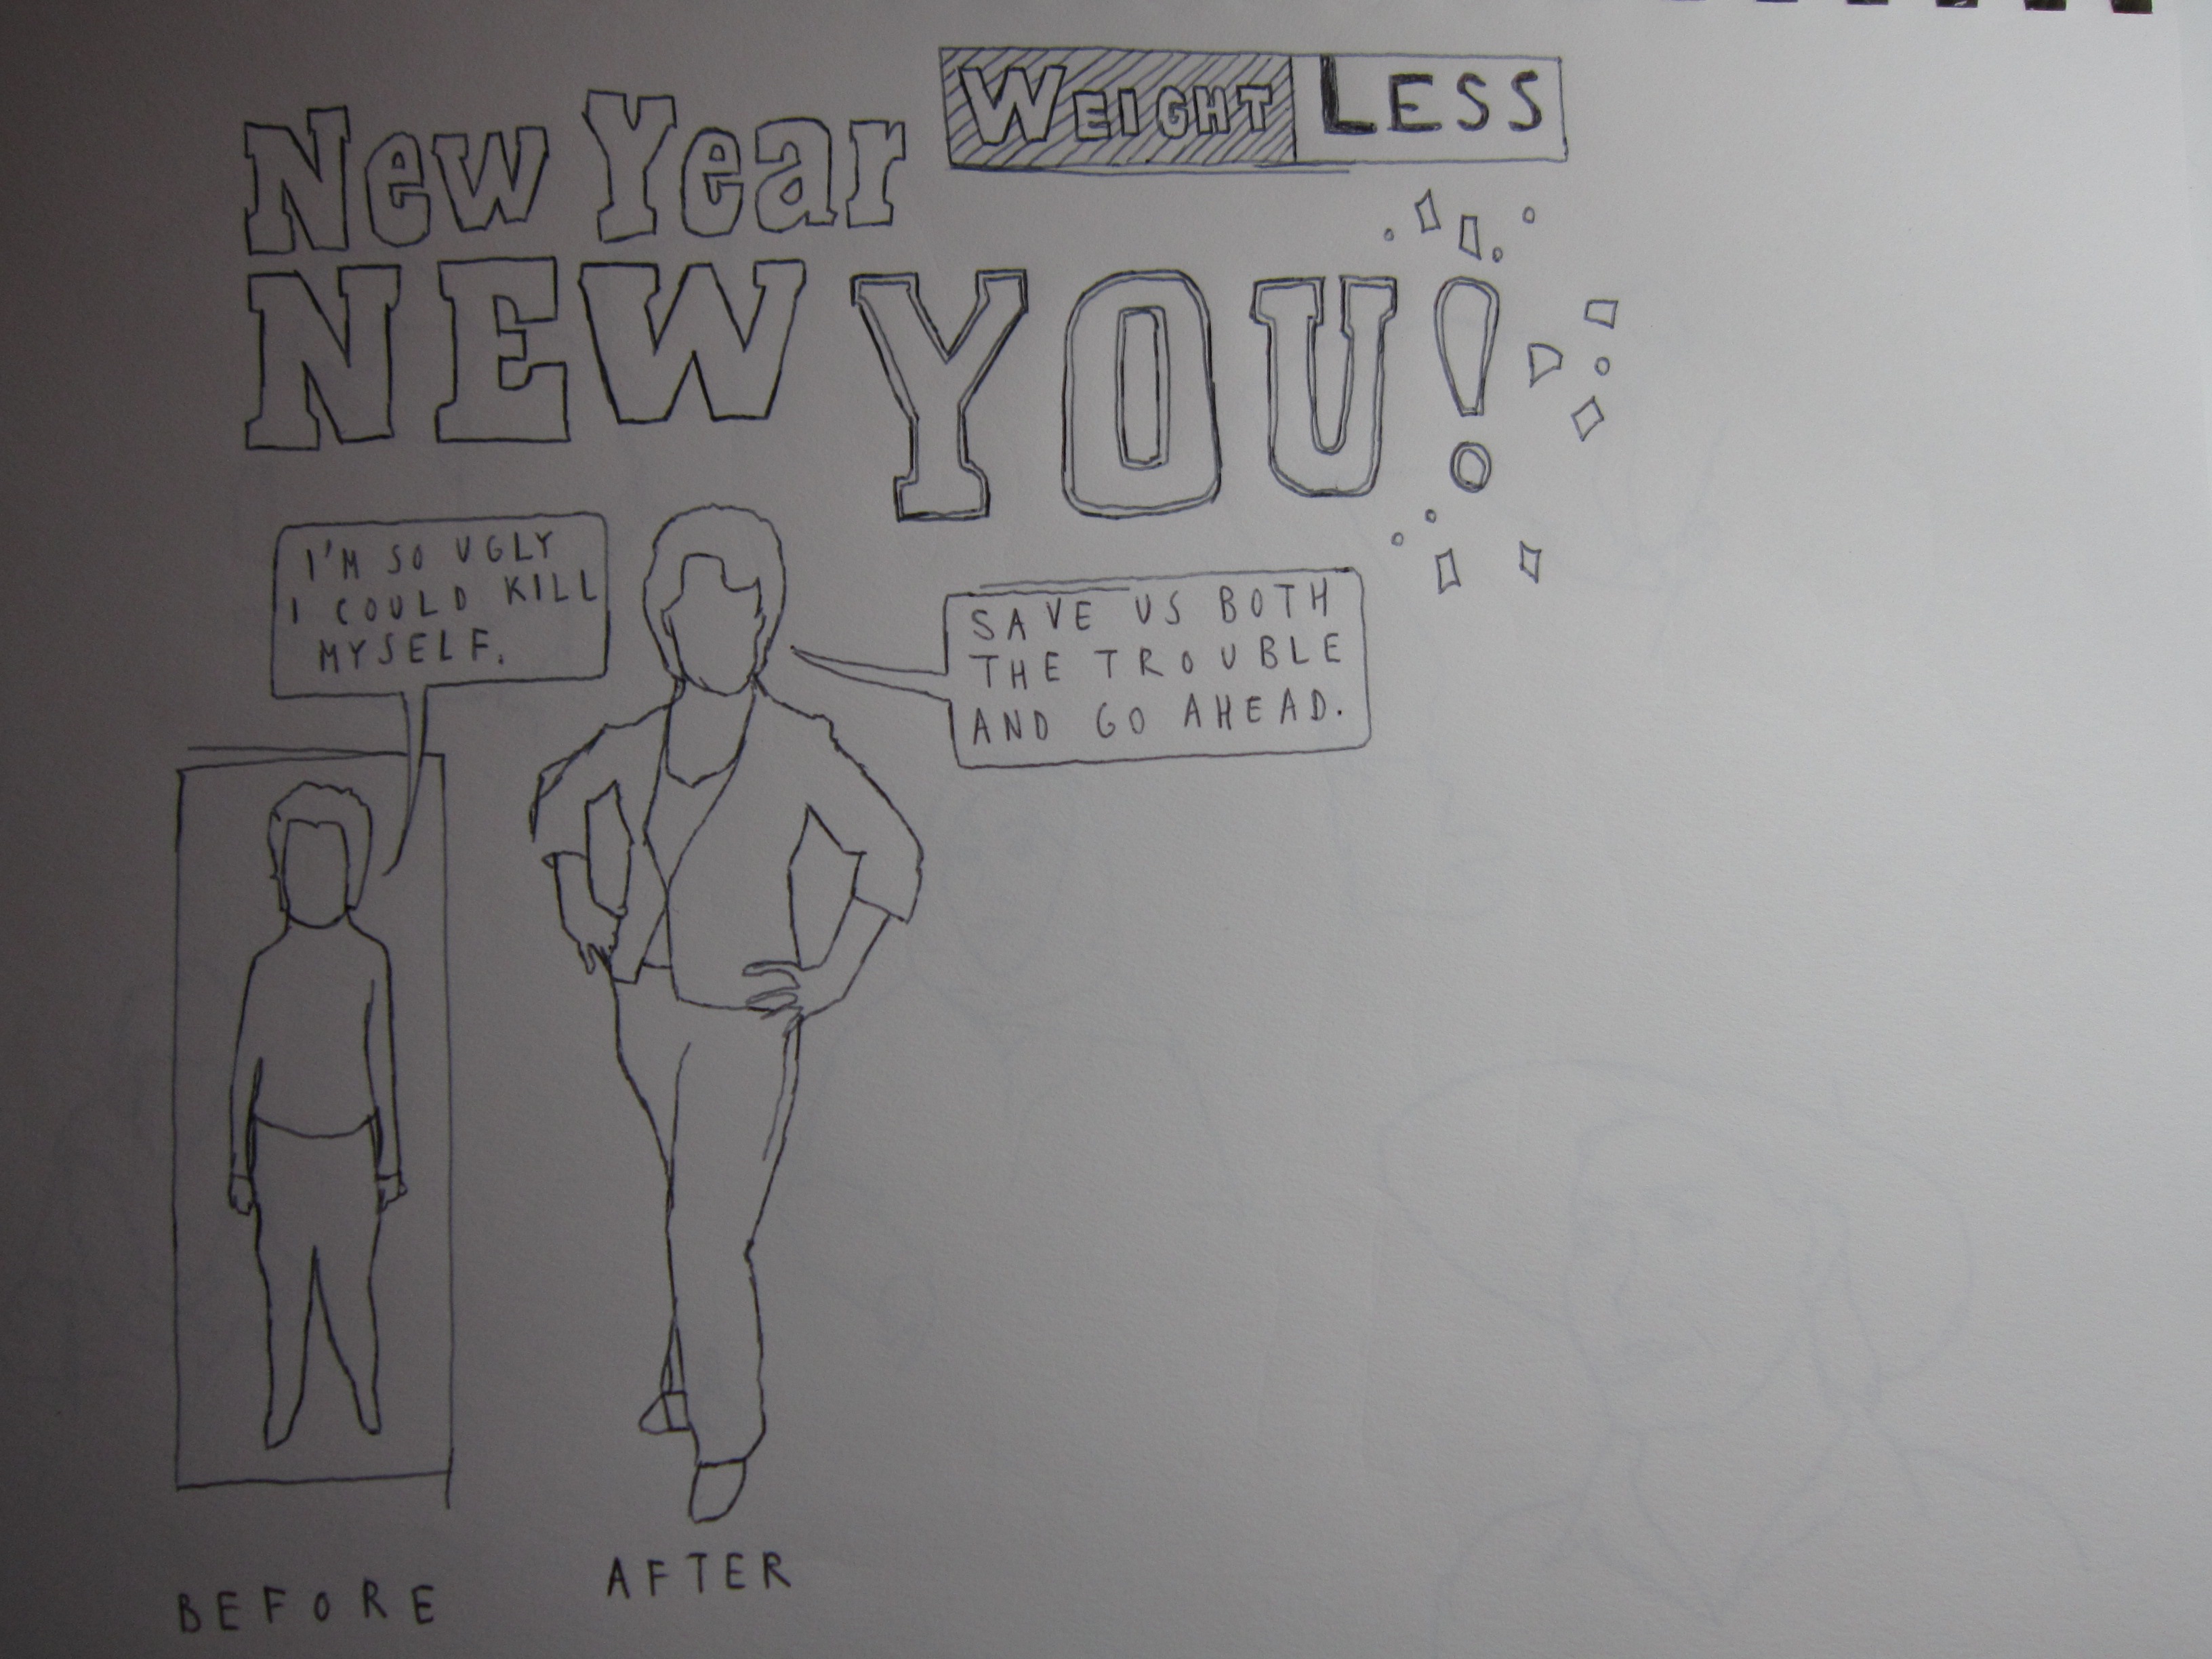 WEIGHT LESS
New Year
NEW YOU!
I'M SO UGLY
I COULD KILL
MYSELF.
SAVE US BOTH
THE TROUBLE
AND GO AHEAD.
BEFORE
AFTER